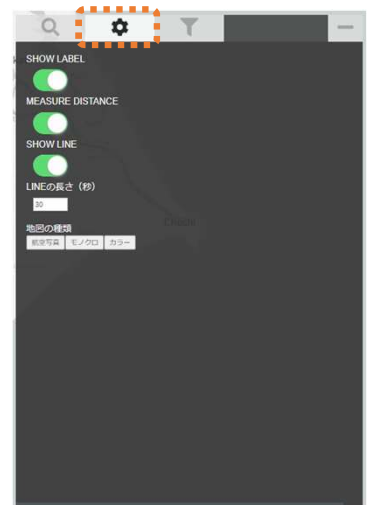 SHOW LABEL
MEASURE DISTANCE
SHOW LINE
LINEの長さ（秒）
30
Choshi
地図の種類
航空写真 モノクロ カラー